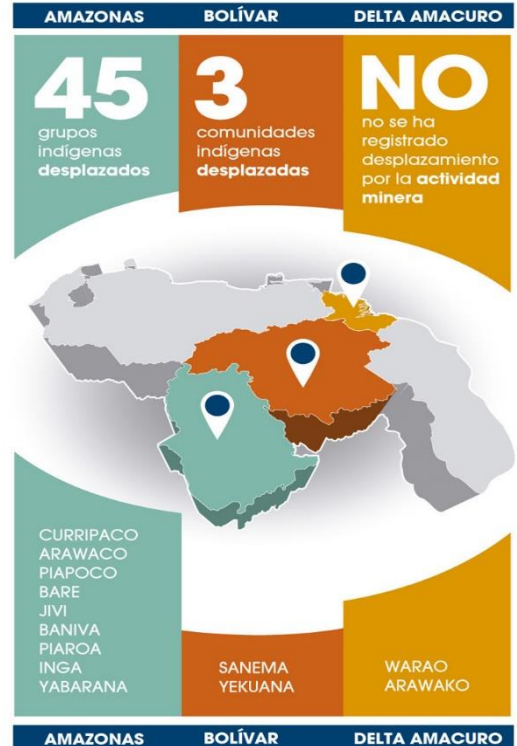 AMAZONAS
BOLÍVAR
DELTA AMACURO
45
grupos
indígenas
desplazados
3
comunidades
indígenas
desplazadas
NO
no se ha
registrado
desplazamiento
por la actividad
minera
CURRIPACO
ARAWACO
PIAPOCO
BARE
JIVI
BANIVA
PIAROA
INGA
YABARANA
SANEMA
YEKUANA
WARAO
ARAWAKO
AMAZONAS
BOLÍVAR
DELTA AMACURO